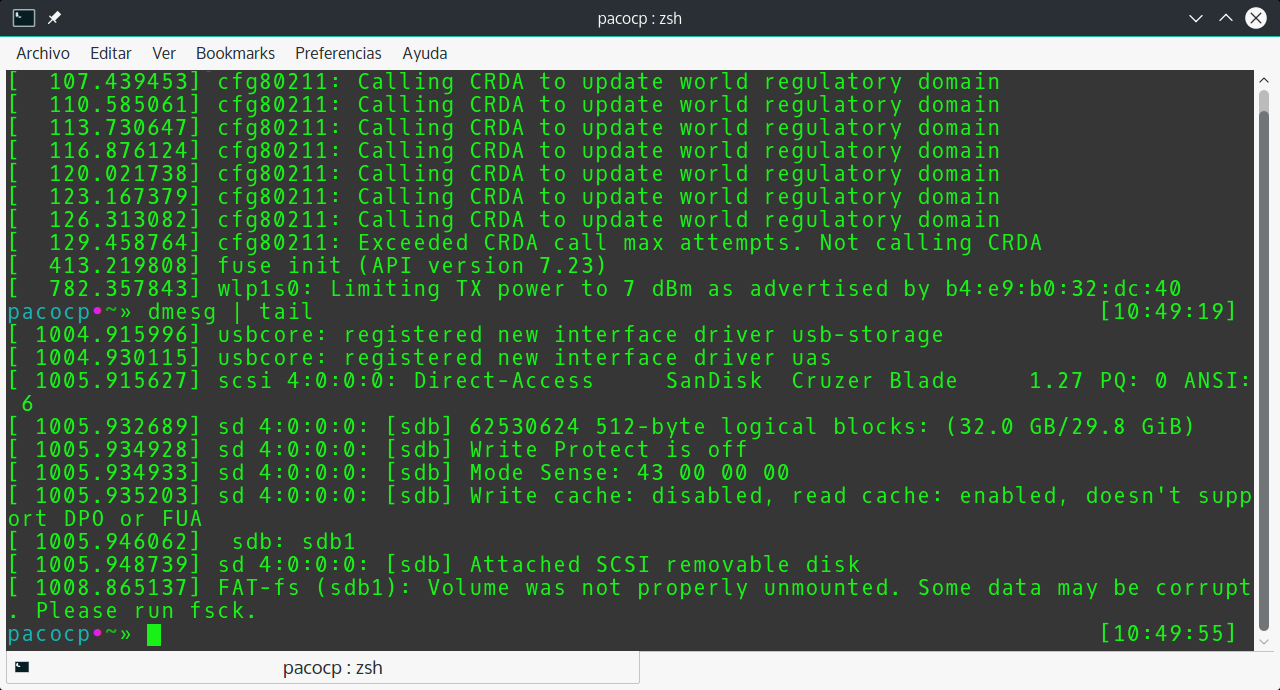 pacocp : zsh
Archivo Editar Ver Bookmarks Preferencias Ayuda
[  107.439453] cfg80211: Calling CRDA to update world regulatory domain
[  110.585061] cfg80211: Calling CRDA to update world regulatory domain
[  113.730647] cfg80211: Calling CRDA to update world regulatory domain
[  116.876124] cfg80211: Calling CRDA to update world regulatory domain
[  120.021738] cfg80211: Calling CRDA to update world regulatory domain
[  123.167379] cfg80211: Calling CRDA to update world regulatory domain
[  126.313082] cfg80211: Calling CRDA to update world regulatory domain
[  129.458764] cfg80211: Exceeded CRDA call max attempts. Not calling CRDA
[  413.219808] fuse init (API version 7.23)
[  782.357843] wlp1s0: Limiting TX power to 7 dBm as advertised by b4:e9:b0:32:dc:40
pacocp•~» dmesg | tail [10:49:19]
[ 1004.915996] usbcore: registered new interface driver usb-storage
[ 1004.930115] usbcore: registered new interface driver uas
[ 1005.915627] scsi 4:0:0:0: Direct-Access     SanDisk  Cruzer Blade     1.27 PQ: 0 ANSI:
6
[ 1005.932689] sd 4:0:0:0: [sdb] 62530624 512-byte logical blocks: (32.0 GB/29.8 GiB)
[ 1005.934928] sd 4:0:0:0: [sdb] Write Protect is off
[ 1005.934933] sd 4:0:0:0: [sdb] Mode Sense: 43 00 00 00
[ 1005.935203] sd 4:0:0:0: [sdb] Write cache: disabled, read cache: enabled, doesn't supp
ort DPO or FUA
[ 1005.946062]  sdb: sdb1
[ 1005.948739] sd 4:0:0:0: [sdb] Attached SCSI removable disk
[ 1008.865137] FAT-fs (sdb1): Volume was not properly unmounted. Some data may be corrupt
. Please run fsck.
pacocp•~» [10:49:55]
pacocp : zsh